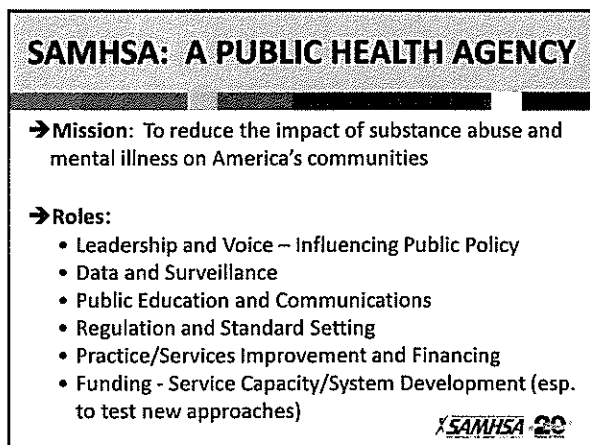 SAMHSA: A PUBLIC HEALTH AGENCY
➔Mission: To reduce the impact of substance abuse and
mental illness on America's communities
➔Roles:
• Leadership and Voice – Influencing Public Policy
• Data and Surveillance
• Public Education and Communications
• Regulation and Standard Setting
• Practice/Services Improvement and Financing
• Funding - Service Capacity/System Development (esp.
to test new approaches)
SAMHSA 20